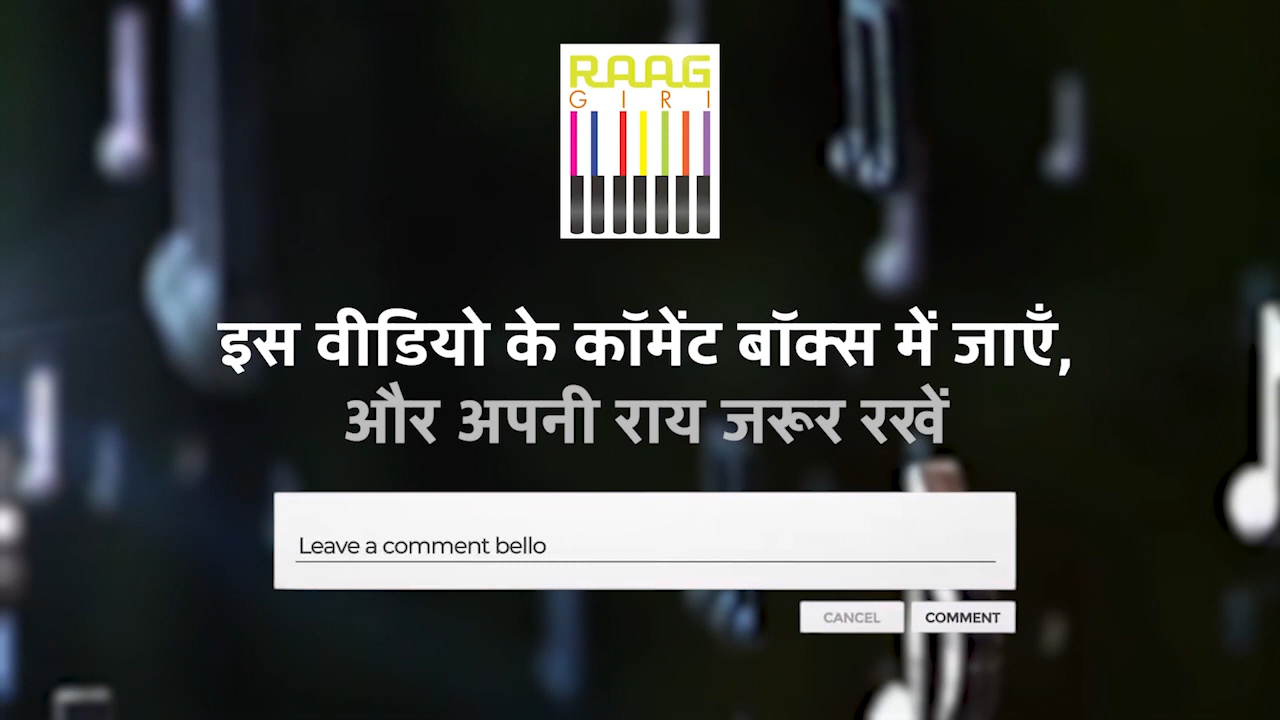 RAAG
GIRI
इस वीडियो के कॉमेंट बॉक्स में जाएँ,
और अपनी राय जरूर रखें
Leave a comment bello
CANCEL COMMENT